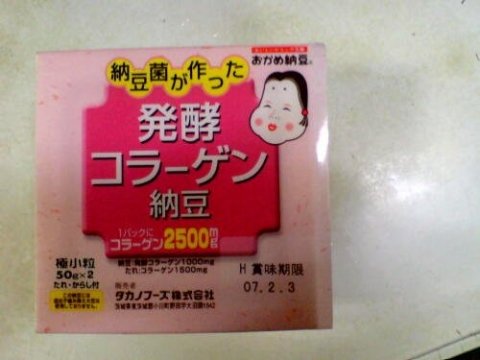 おかめ納豆
納豆菌が作った
発酵
コラーゲン
納豆
1パックに
コラーゲン2500mg
納豆:発酵コラーゲン1000mg
たれ:コラーゲン1500mg
極小粒
50g×2
たれ・からし付
H 賞味期限
07.2.3
販売者
タカノフーズ株式会社